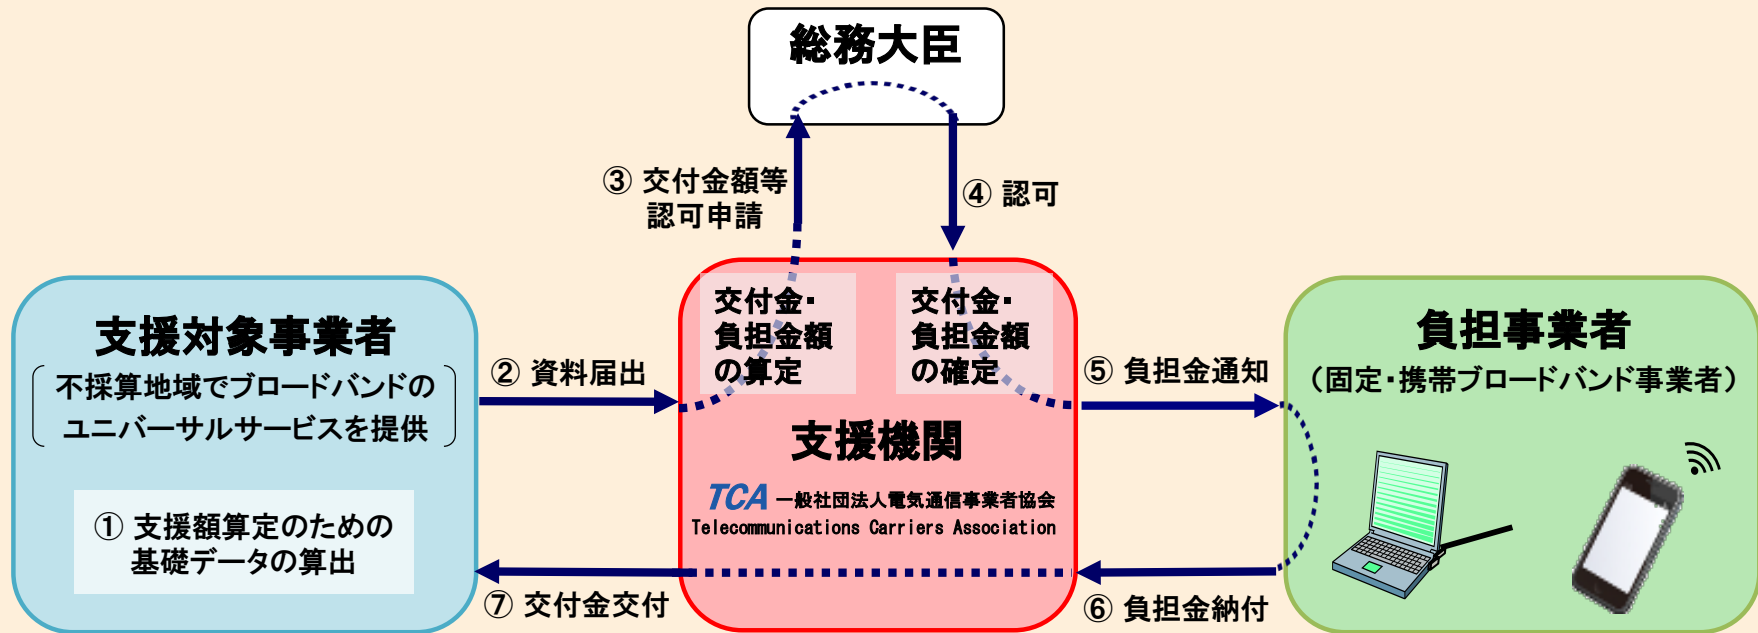 総務大臣
③ 交付金額等
認可申請
④ 認可
支援対象事業者
不採算地域でブロードバンドの
ユニバーサルサービスを提供
① 支援額算定のための
基礎データの算出
② 資料届出
交付金・
負担金額
の算定
交付金・
負担金額
の確定
支援機関
TCA 一般社団法人電気通信事業者協会
Telecommunications Carriers Association
⑤ 負担金通知
負担事業者
（固定・携帯ブロードバンド事業者）
⑥ 負担金納付
⑦ 交付金交付